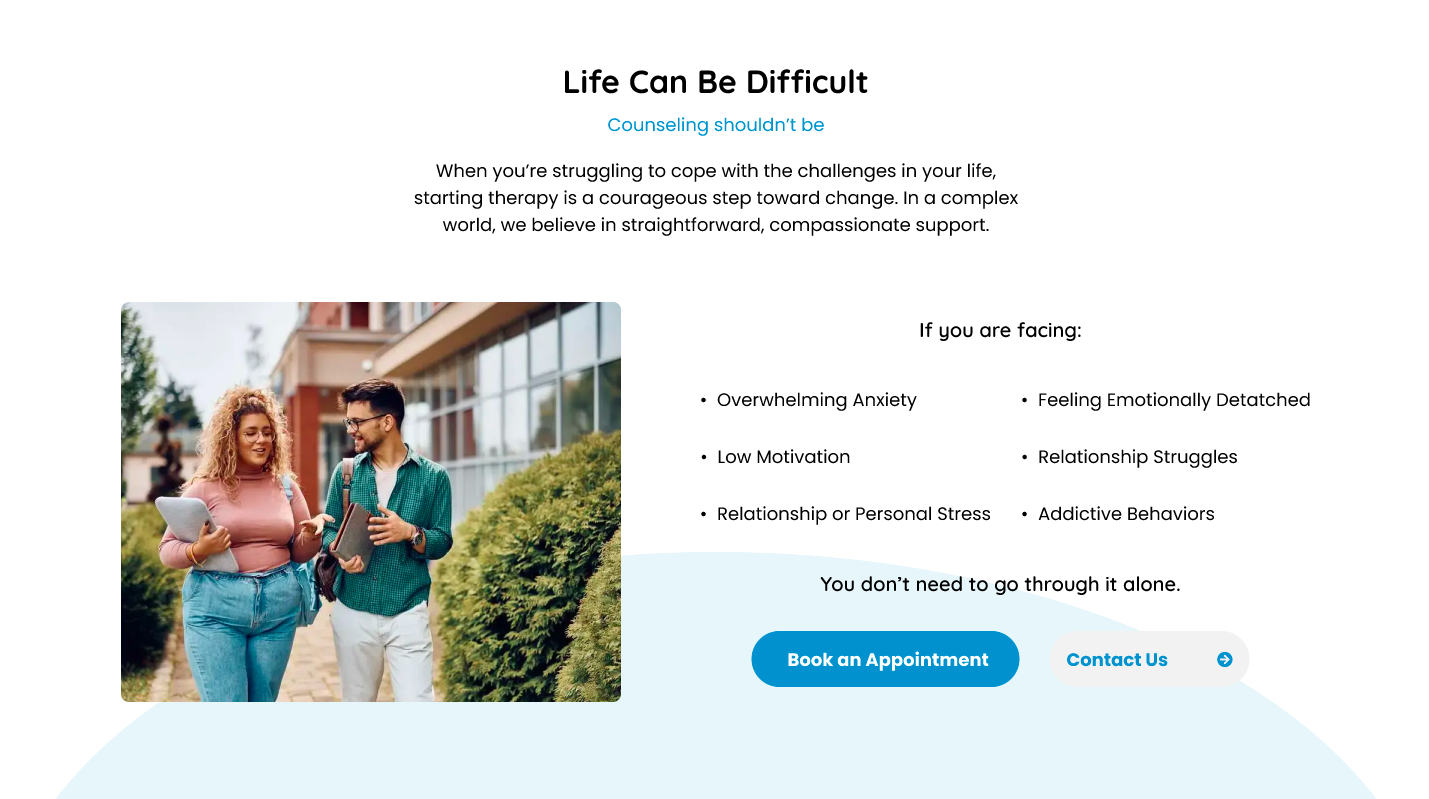 Life Can Be Difficult
Counseling shouldn't be
When you're struggling to cope with the challenges in your life,
starting therapy is a courageous step toward change. In a complex
world, we believe in straightforward, compassionate support.
If you are facing:
• Overwhelming Anxiety
• Low Motivation
• Relationship or Personal Stress
• Feeling Emotionally Detatched
• Relationship Struggles
• Addictive Behaviors
You don't need to go through it alone.
Book an Appointment
Contact Us